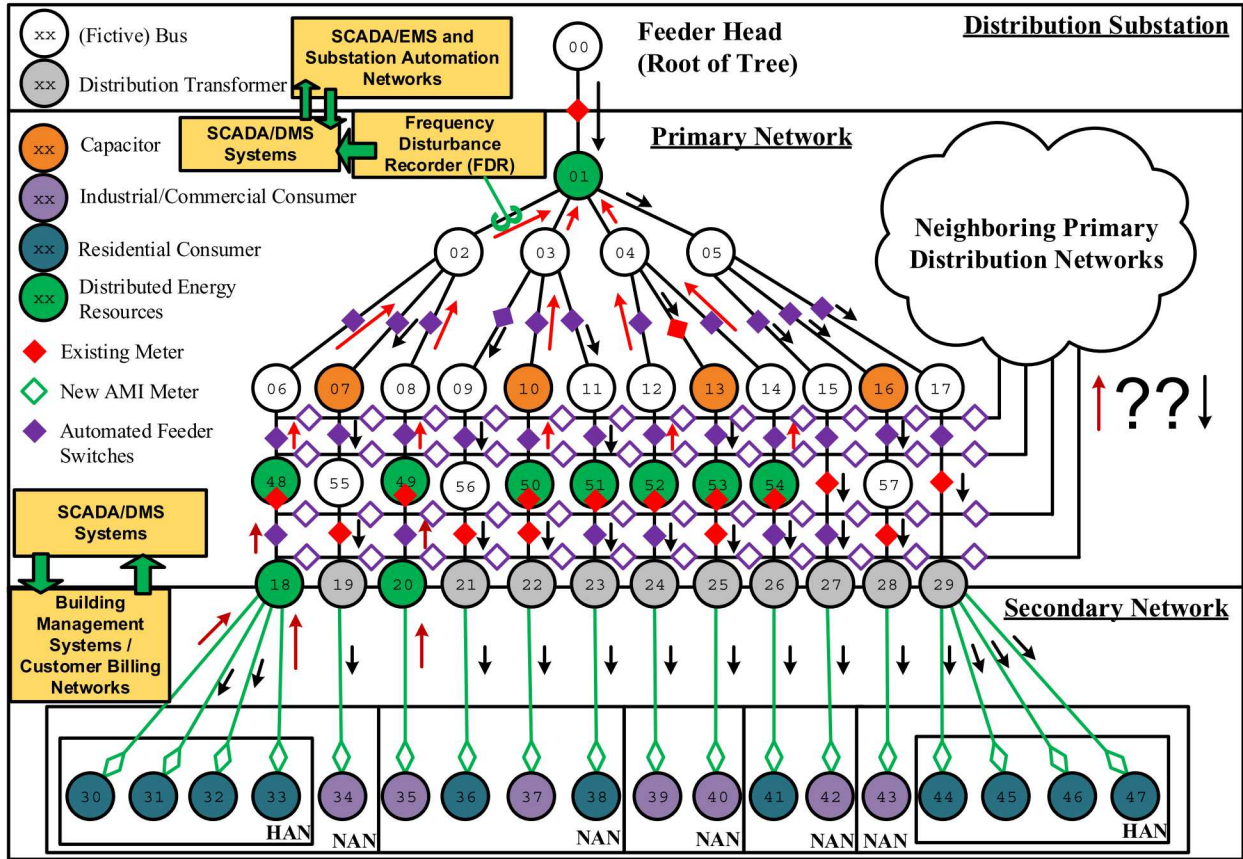 Distribution Substation
xx
(Fictive) Bus
xx
Distribution Transformer
SCADA/EMS and
Substation Automation
Networks
00
Feeder Head
(Root of Tree)
Primary Network
SCADA/DMS
Systems
Frequency
Disturbance
Recorder (FDR)
xx
Capacitor
xx
Industrial/Commercial Consumer
xx
Residential Consumer
xx
Distributed Energy
Resources
Existing Meter
New AMI Meter
Automated Feeder
Switches
01
02
03
04
05
Neighboring Primary
Distribution Networks
06
07
08
09
10
11
12
13
14
15
16
17
??
48
55
49
56
50
51
52
53
54
57
SCADA/DMS
Systems
18
19
20
21
22
23
24
25
26
27
28
29
Building
Management
Systems /
Customer Billing
Networks
Secondary Network
30
31
32
33
34
35
36
37
38
39
40
41
42
43
44
45
46
47
HAN
NAN
NAN
NAN
NAN
NAN
HAN